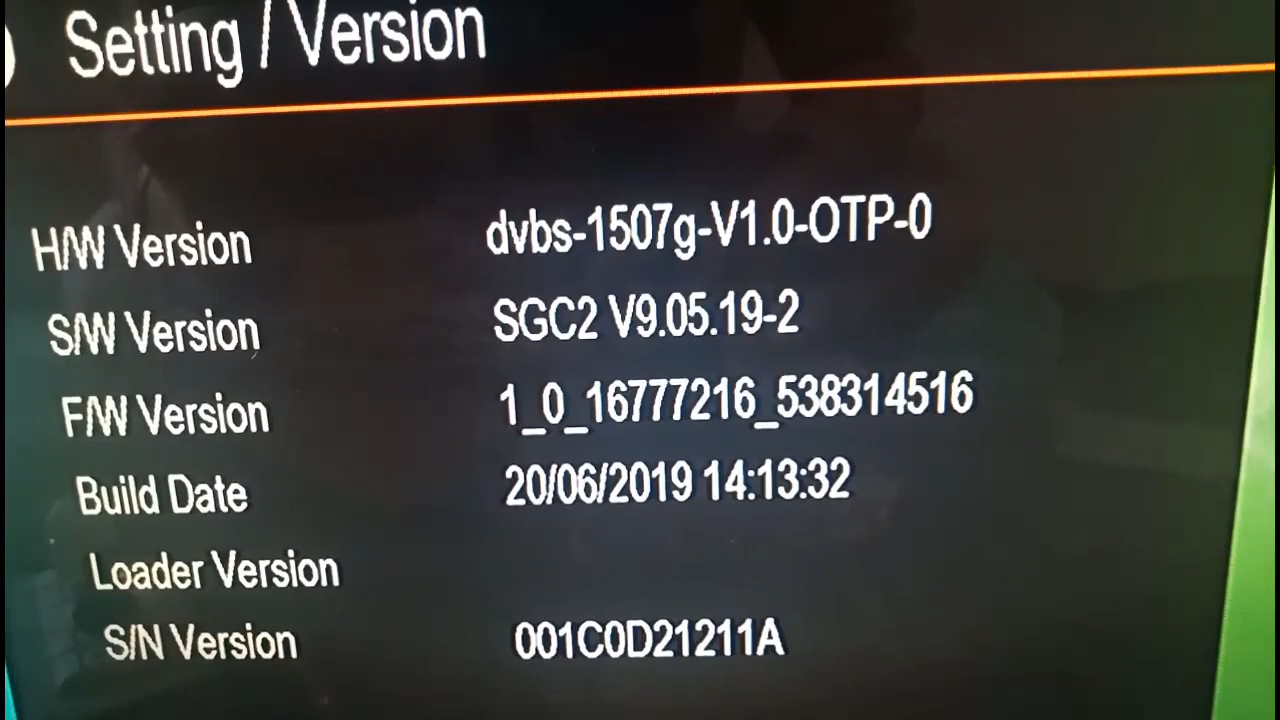 Setting / Version
H/W Version dvbs-1507g-V1.0-OTP-0
S/W Version SGC2 V9.05.19-2
F/W Version 1_0_16777216_538314516
Build Date 20/06/2019 14:13:32
Loader Version
S/N Version 001C0D21211A